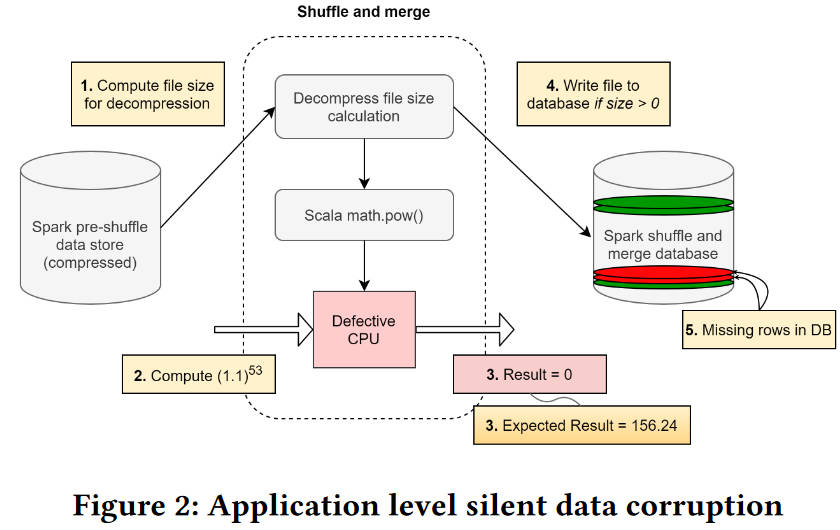 Shuffle and merge
1. Compute file size
for decompression
Decompress file size
calculation
4. Write file to
database if size > 0
Spark pre-shuffle
data store
(compressed)
Scala math.pow()
Spark shuffle and
merge database
Defective
CPU
5. Missing rows in DB
2. Compute (1.1)⁵³
3. Result = 0
3. Expected Result = 156.24
Figure 2: Application level silent data corruption